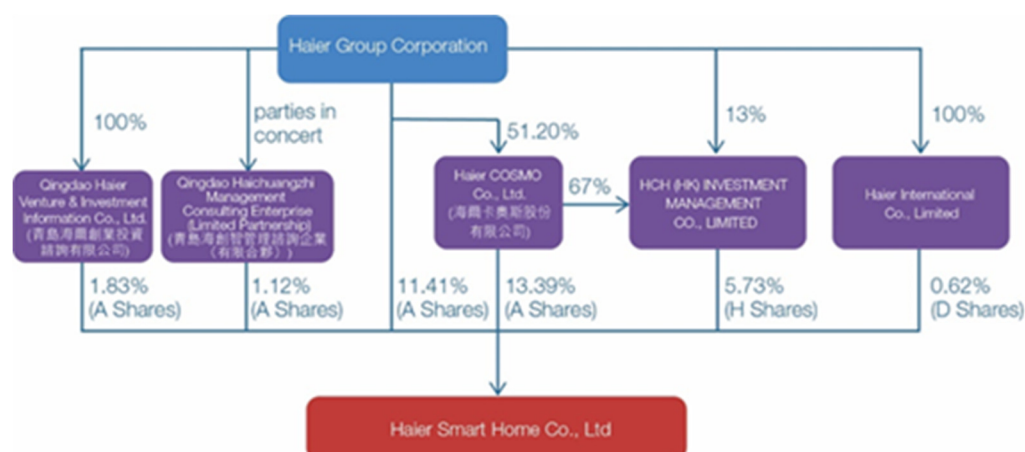 Haier Group Corporation
100%
parties in
concert
51.20%
13%
100%
Qingdao Haier
Venture & Investment
Information Co., Ltd.
(青島海爾創業投資
諮詢有限公司)
Qingdao Haichuangzhi
Management
Consulting Enterprise
(Limited Partnership)
(青島海創智管理諮詢企業
（有限合夥）)
Haier COSMO
Co., Ltd.
(海爾卡奧斯股份
有限公司)
67%
HCH (HK) INVESTMENT
MANAGEMENT
CO., LIMITED
Haier International
Co., Limited
1.83%
(A Shares)
1.12%
(A Shares)
11.41%
(A Shares)
13.39%
(A Shares)
5.73%
(H Shares)
0.62%
(D Shares)
Haier Smart Home Co., Ltd